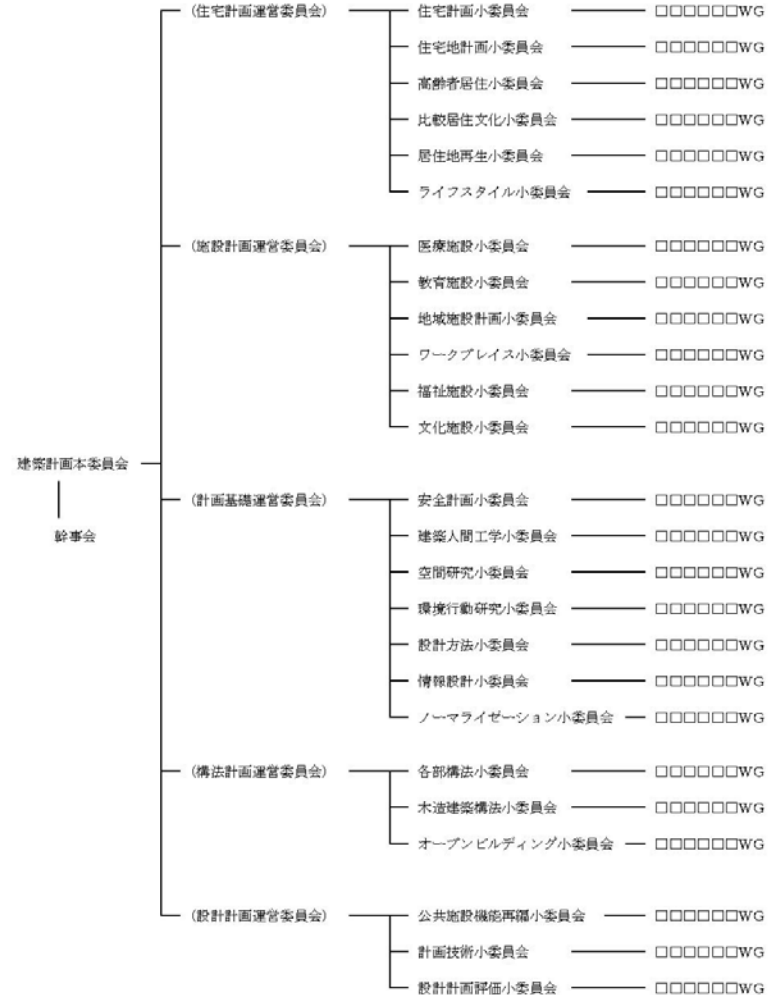 （住宅計画運営委員会） 住宅計画小委員会 □□□□□□WG
住宅地計画小委員会 □□□□□□WG
高齢者居住小委員会 □□□□□□WG
比較居住文化小委員会 □□□□□□WG
居住地再生小委員会 □□□□□□WG
ライフスタイル小委員会 □□□□□□WG
（施設計画運営委員会） 医療施設小委員会 □□□□□□WG
教育施設小委員会 □□□□□□WG
地域施設計画小委員会 □□□□□□WG
ワークプレイス小委員会 □□□□□□WG
福祉施設小委員会 □□□□□□WG
文化施設小委員会 □□□□□□WG
建築計画本委員会
（計画基礎運営委員会） 安全計画小委員会 □□□□□□WG
幹事会 建築人間工学小委員会 □□□□□□WG
空間研究小委員会 □□□□□□WG
環境行動研究小委員会 □□□□□□WG
設計方法小委員会 □□□□□□WG
情報設計小委員会 □□□□□□WG
ノーマライゼーション小委員会 □□□□□□WG
（構法計画運営委員会） 各部構法小委員会 □□□□□□WG
木造建築構法小委員会 □□□□□□WG
オープンビルディング小委員会 □□□□□□WG
（設計計画運営委員会） 公共施設機能再編小委員会 □□□□□□WG
計画技術小委員会 □□□□□□WG
設計計画評価小委員会 □□□□□□WG